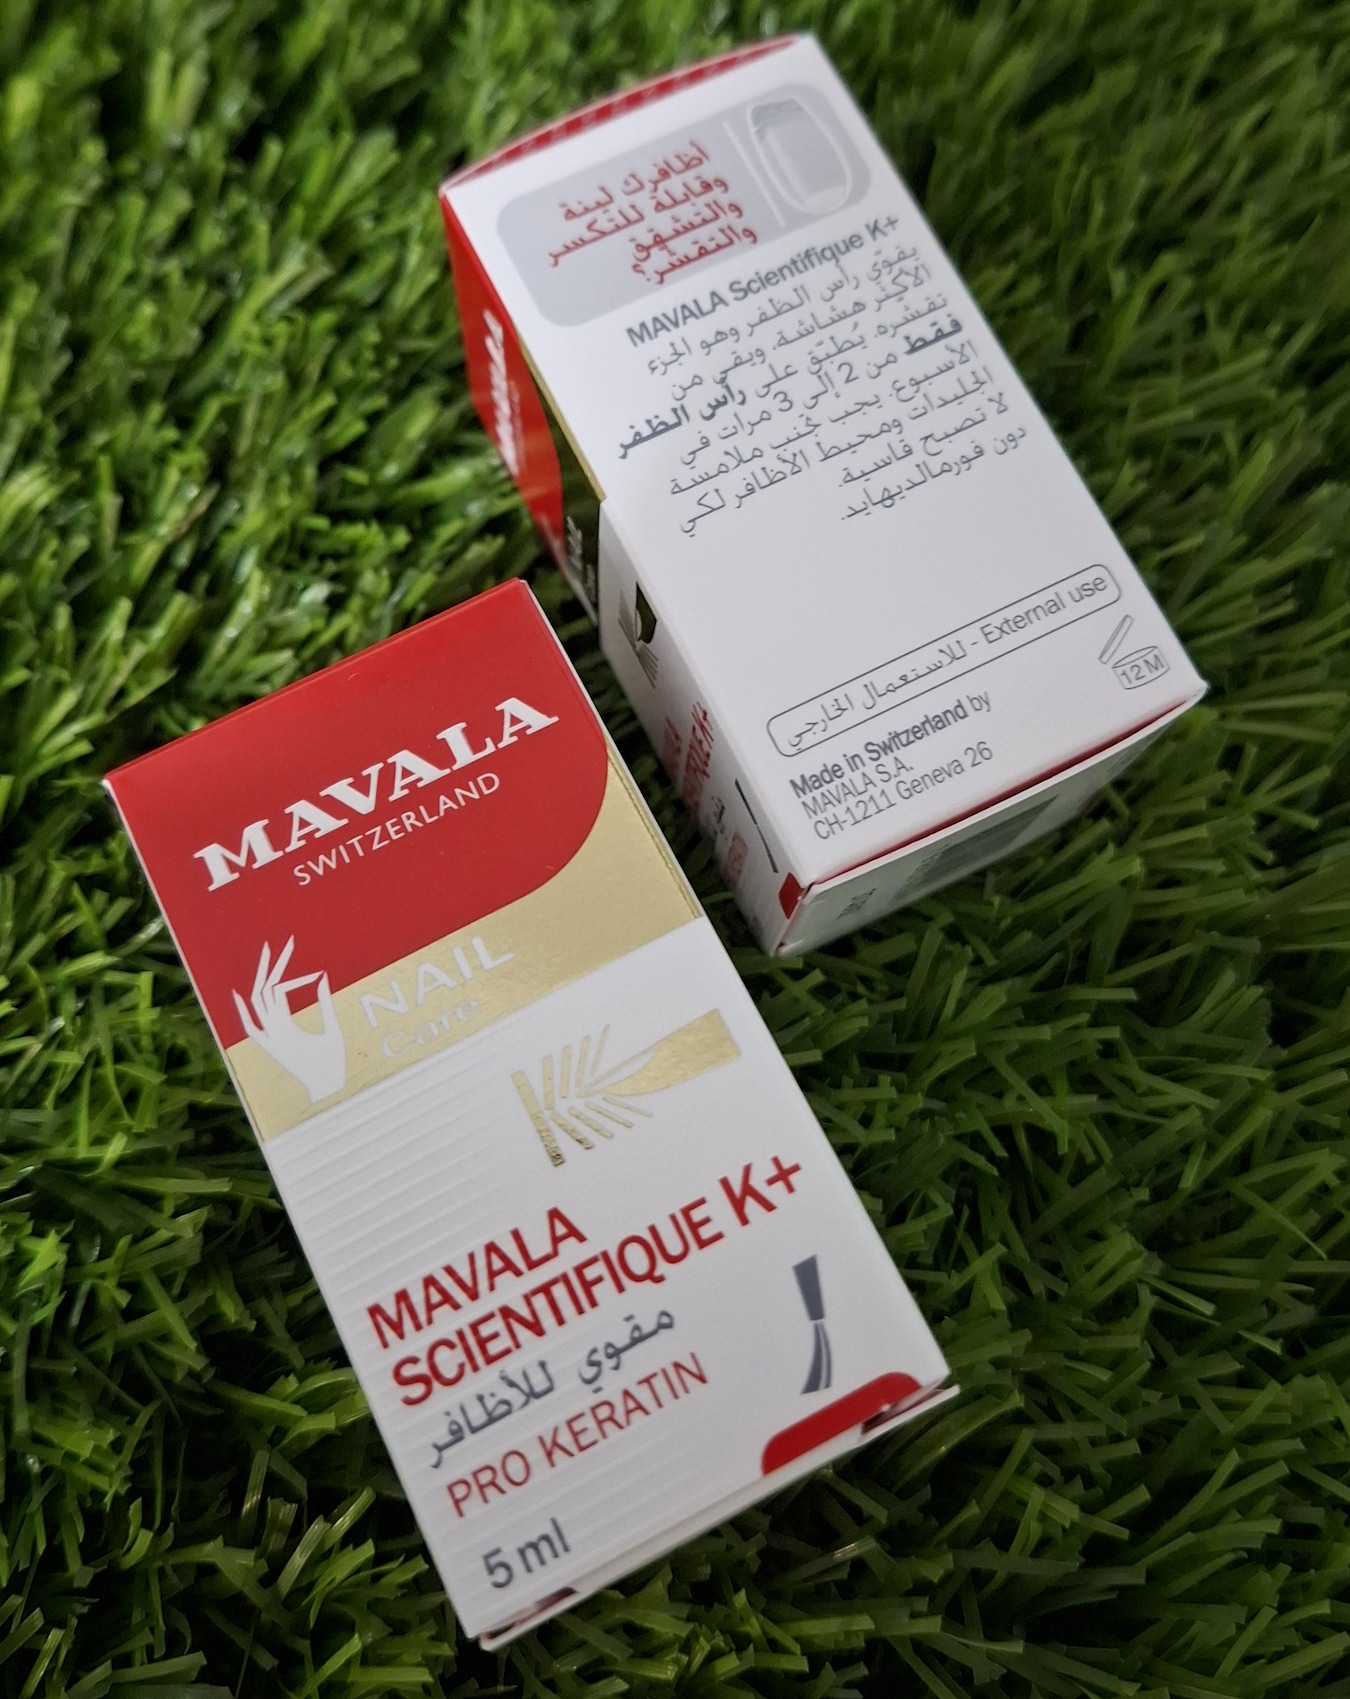 MAVALA
SWITZERLAND
NAIL
Care
MAVALA
SCIENTIFIQUE K+
مقوي للأظافر
PRO KERATIN
5 ml
أظافرك لينة
وقابلة للتكسر
والتشقق
والتقشر؟
MAVALA Scientifique K+
يقوّي رأس الظفر وهو الجزء
الأكثر هشاشة، ويقي من
تقشره. يُطبّق على رأس الظفر
فقط من 2 إلى 3 مرات في
الأسبوع. يجب تجنب ملامسة
الجليدات ومحيط الأظافر لكي
لا تصبح قاسية.
دون فورمالديهايد.
للاستعمال الخارجي - External use
12 M
Made in Switzerland by
MAVALA S.A.
CH-1211 Geneva 26
MAVALA